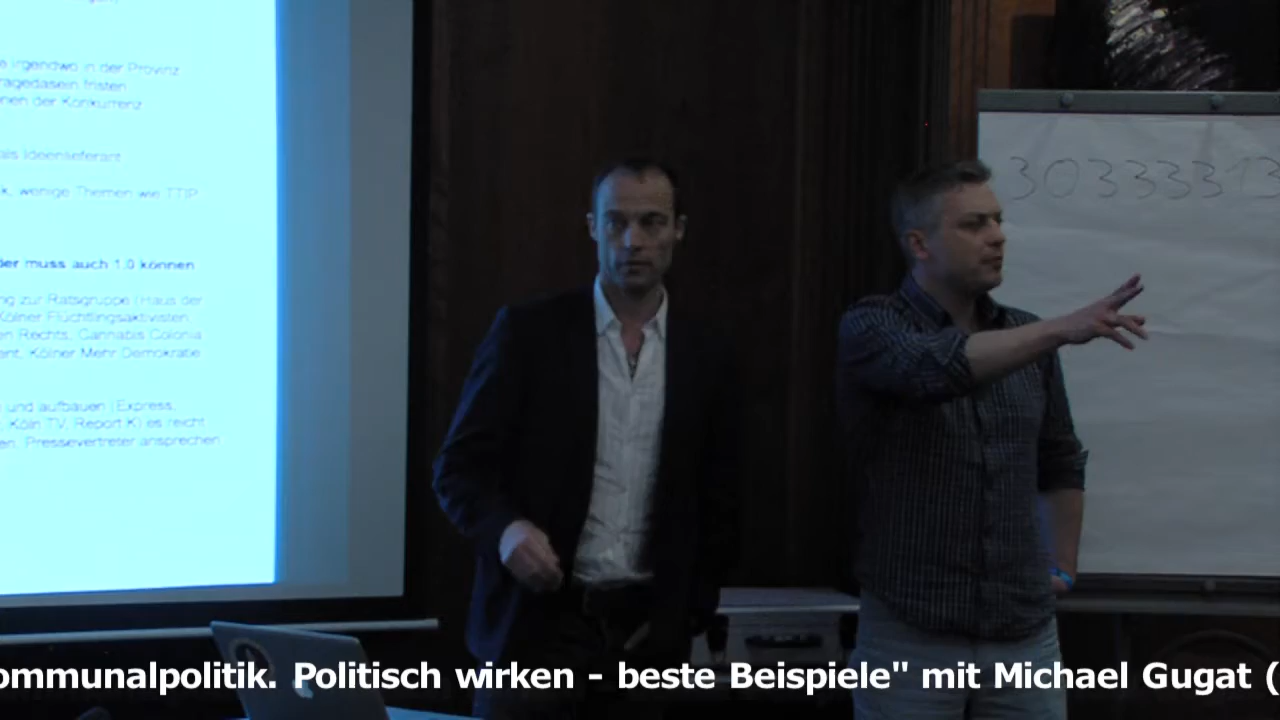 e irgendwo in der Provinz
ragedasein fristen
nen der Konkurrenz
als Ideenlieferant
k, wenige Themen wie TTIP
der muss auch 1.0 können
ng zur Ratsgruppe (Haus der
Kölner Flüchtlingsaktivisten,
en Rechts, Cannabis Colonia
ent, Kölner Mehr Demokratie
und aufbauen (Express,
Köln TV, Report K) es reicht
en, Pressevertreter ansprechen
303333313
ommunalpolitik. Politisch wirken - beste Beispiele" mit Michael Gugat (